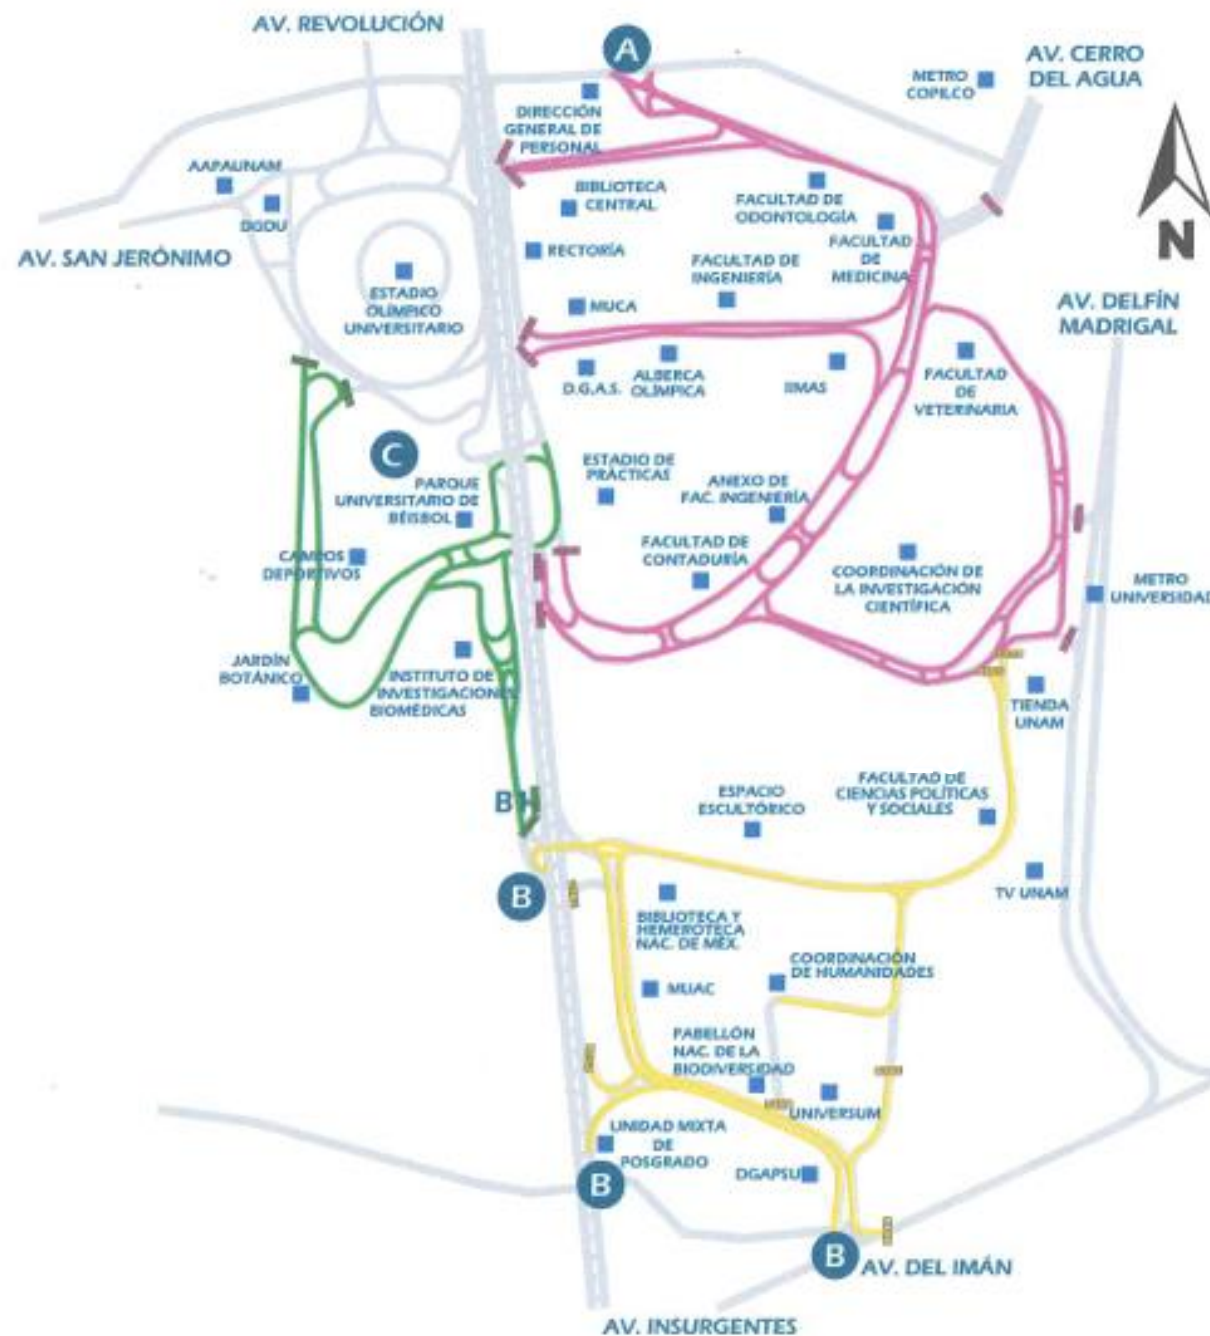 AV. REVOLUCIÓN
A
AV. CERRO
DEL AGUA
METRO
COPILCO
DIRECCIÓN
GENERAL DE
PERSONAL
N
AAPAUNAM
DGDU
AV. SAN JERÓNIMO
BIBLIOTECA
CENTRAL
FACULTAD DE
ODONTOLOGÍA
RECTORÍA
FACULTAD
DE
MEDICINA
FACULTAD DE
INGENIERÍA
ESTADIO
OLÍMPICO
UNIVERSITARIO
MUCA
AV. DELFÍN
MADRIGAL
D.G.A.S.
ALBERCA
OLÍMPICA
IIMAS
FACULTAD
DE
VETERINARIA
C
PARQUE
UNIVERSITARIO DE
BÉISBOL
ESTADIO DE
PRÁCTICAS
ANEXO DE
FAC. INGENIERÍA
CAMPOS
DEPORTIVOS
FACULTAD DE
CONTADURÍA
COORDINACIÓN DE
LA INVESTIGACIÓN
CIENTÍFICA
METRO
UNIVERSIDAD
JARDÍN
BOTÁNICO
INSTITUTO DE
INVESTIGACIONES
BIOMÉDICAS
TIENDA
UNAM
ESPACIO
ESCULTÓRICO
FACULTAD DE
CIENCIAS POLÍTICAS
Y SOCIALES
B
TV UNAM
BIBLIOTECA Y
HEMEROTECA
NAC. DE MÉX.
COORDINACIÓN
DE HUMANIDADES
MUAC
PABELLÓN
NAC. DE LA
BIODIVERSIDAD
UNIVERSUM
UNIDAD MIXTA
DE
POSGRADO
DGAPSU
B
B
AV. DEL IMÁN
AV. INSURGENTES